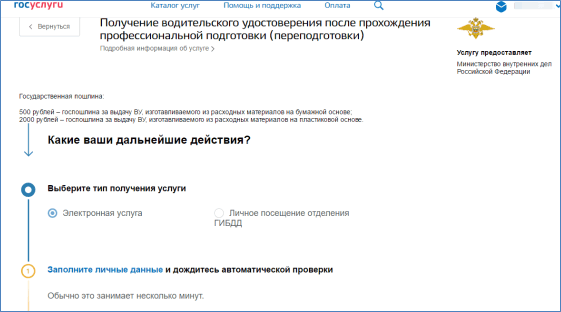 госуслуги Каталог услуг Помощь и поддержка Оплата
Вернуться
Получение водительского удостоверения после прохождения
профессиональной подготовки (переподготовки)
Подробная информация об услуге
Услугу предоставляет
Министерство внутренних дел
Российской Федерации
Государственная пошлина:
500 рублей – госпошлина за выдачу ВУ, изготавливаемого из расходных материалов на бумажной основе;
2000 рублей – госпошлина за выдачу ВУ, изготавливаемого из расходных материалов на пластиковой основе.
Какие ваши дальнейшие действия?
Выберите тип получения услуги
Электронная услуга
Личное посещение отделения
ГИБДД
1
Заполните личные данные и дождитесь автоматической проверки
Обычно это занимает несколько минут.